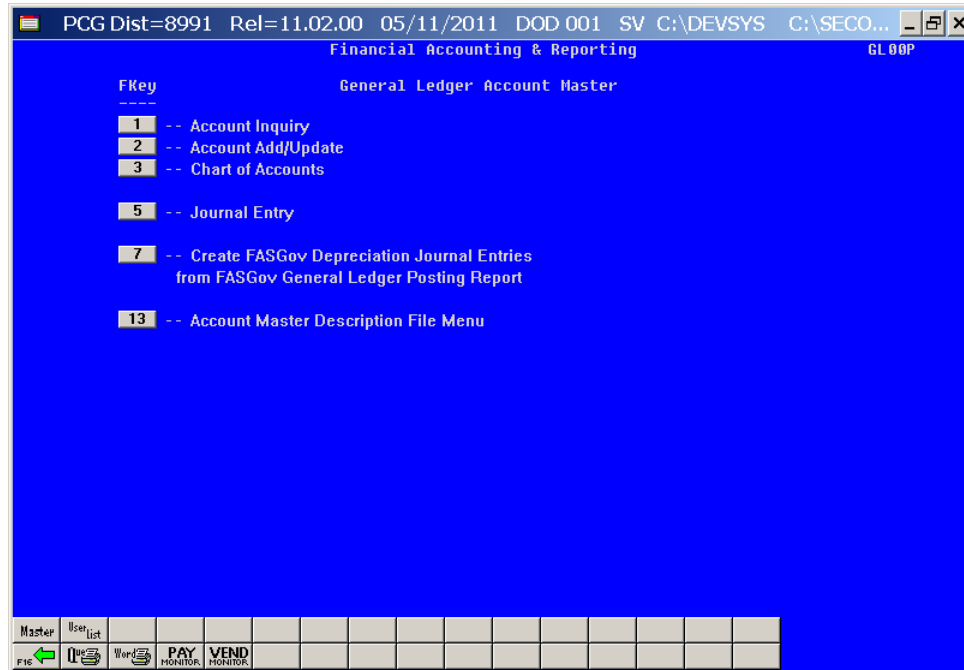 PCG Dist=8991 Rel=11.02.00 05/11/2011 DOD 001 SV C:\DEVSYS C:\SECO...
Financial Accounting & Reporting GL00P
FKey General Ledger Account Master
----
1 -- Account Inquiry
2 -- Account Add/Update
3 -- Chart of Accounts
5 -- Journal Entry
7 -- Create FASGov Depreciation Journal Entries
from FASGov General Ledger Posting Report
13 -- Account Master Description File Menu
Master User List
F16 Que Word PAY MONITOR VEND MONITOR